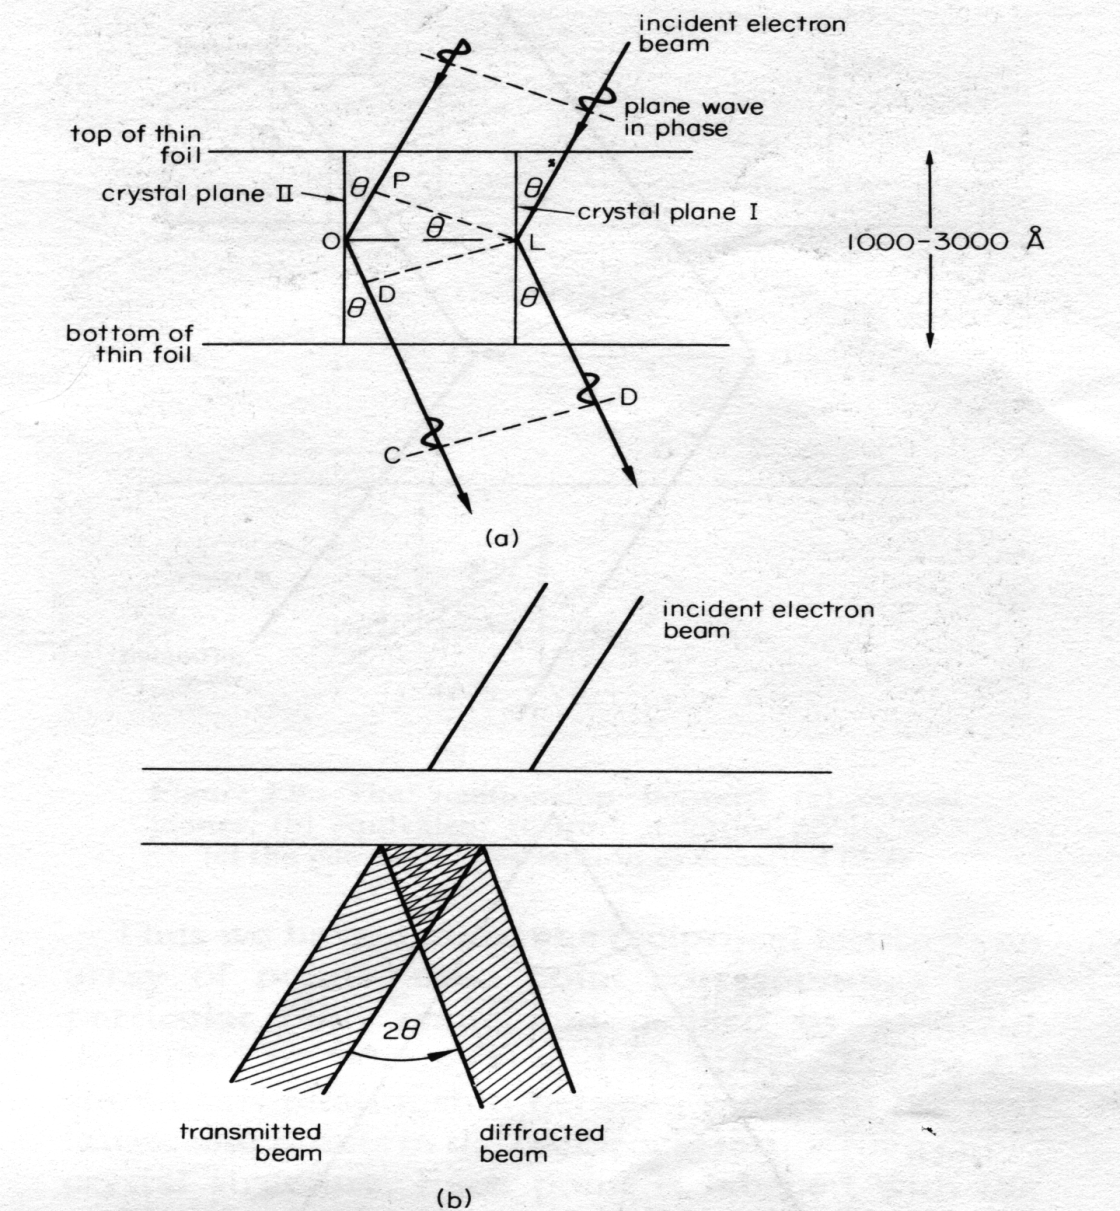 incident electron
beam
plane wave
in phase
top of thin
foil
θ
P
θ
crystal plane II
crystal plane I
θ
O
L
1000-3000 Å
D
θ
θ
bottom of
thin foil
D
C
(a)
incident electron
beam
2θ
transmitted
beam
diffracted
beam
(b)